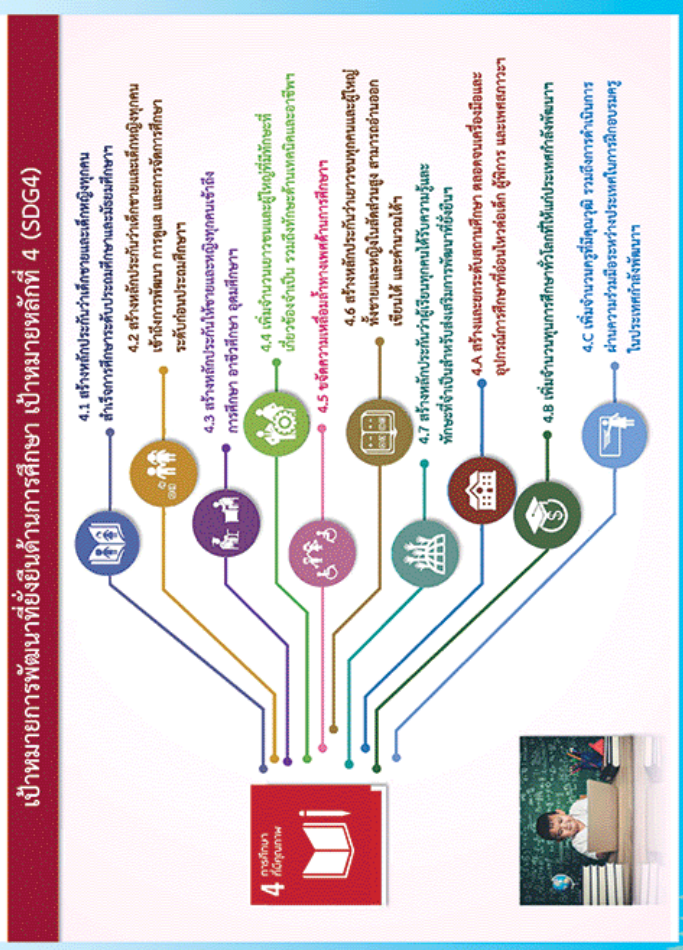 เป้าหมายการพัฒนาที่ยั่งยืนด้านการศึกษา เป้าหมายหลักที่ 4 (SDG4)
4 การศึกษา
ที่มีคุณภาพ
4.1 สร้างหลักประกันว่าเด็กชายและเด็กหญิงทุกคน
สำเร็จการศึกษาระดับประถมศึกษาและมัธยมศึกษาฯ
4.2 สร้างหลักประกันว่าเด็กชายและเด็กหญิงทุกคน
เข้าถึงการพัฒนา การดูแล และการจัดการศึกษา
ระดับก่อนประถมศึกษาฯ
4.3 สร้างหลักประกันให้ชายและหญิงทุกคนเข้าถึง
การศึกษา อาชีวศึกษา อุดมศึกษาฯ
4.4 เพิ่มจำนวนเยาวชนและผู้ใหญ่ที่มีทักษะที่
เกี่ยวข้องจำเป็น รวมถึงทักษะด้านเทคนิคและอาชีพฯ
4.5 ขจัดความเหลื่อมล้ำทางเพศด้านการศึกษาฯ
4.6 สร้างหลักประกันว่าเยาวชนทุกคนและผู้ใหญ่
ทั้งชายและหญิงในสัดส่วนสูง สามารถอ่านออก
เขียนได้ และคำนวณได้ฯ
4.7 สร้างหลักประกันว่าผู้เรียนทุกคนได้รับความรู้และ
ทักษะที่จำเป็นสำหรับส่งเสริมการพัฒนาที่ยั่งยืนฯ
4.A สร้างและยกระดับสถานศึกษา ตลอดจนเครื่องมือและ
อุปกรณ์การศึกษาที่อ่อนไหวต่อเด็ก ผู้พิการ และเพศสภาวะฯ
4.B เพิ่มจำนวนทุนการศึกษาทั่วโลกที่ให้แก่ประเทศกำลังพัฒนาฯ
4.C เพิ่มจำนวนครูที่มีคุณวุฒิ รวมถึงการดำเนินการ
ผ่านความร่วมมือระหว่างประเทศในการฝึกอบรมครู
ในประเทศกำลังพัฒนาฯ